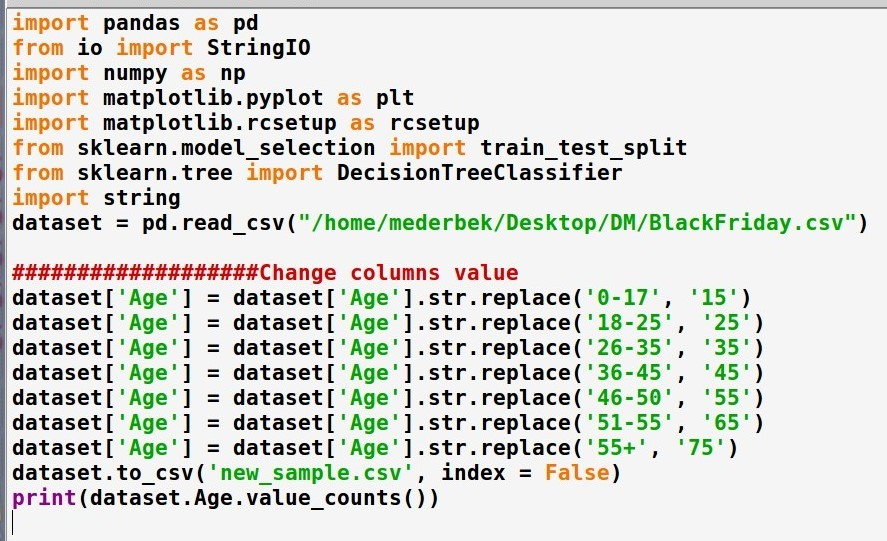 import pandas as pd
from io import StringIO
import numpy as np
import matplotlib.pyplot as plt
import matplotlib.rcsetup as rcsetup
from sklearn.model_selection import train_test_split
from sklearn.tree import DecisionTreeClassifier
import string
dataset = pd.read_csv("/home/mederbek/Desktop/DM/BlackFriday.csv")
###################Change columns value
dataset['Age'] = dataset['Age'].str.replace('0-17', '15')
dataset['Age'] = dataset['Age'].str.replace('18-25', '25')
dataset['Age'] = dataset['Age'].str.replace('26-35', '35')
dataset['Age'] = dataset['Age'].str.replace('36-45', '45')
dataset['Age'] = dataset['Age'].str.replace('46-50', '55')
dataset['Age'] = dataset['Age'].str.replace('51-55', '65')
dataset['Age'] = dataset['Age'].str.replace('55+', '75')
dataset.to_csv('new_sample.csv', index = False)
print(dataset.Age.value_counts())